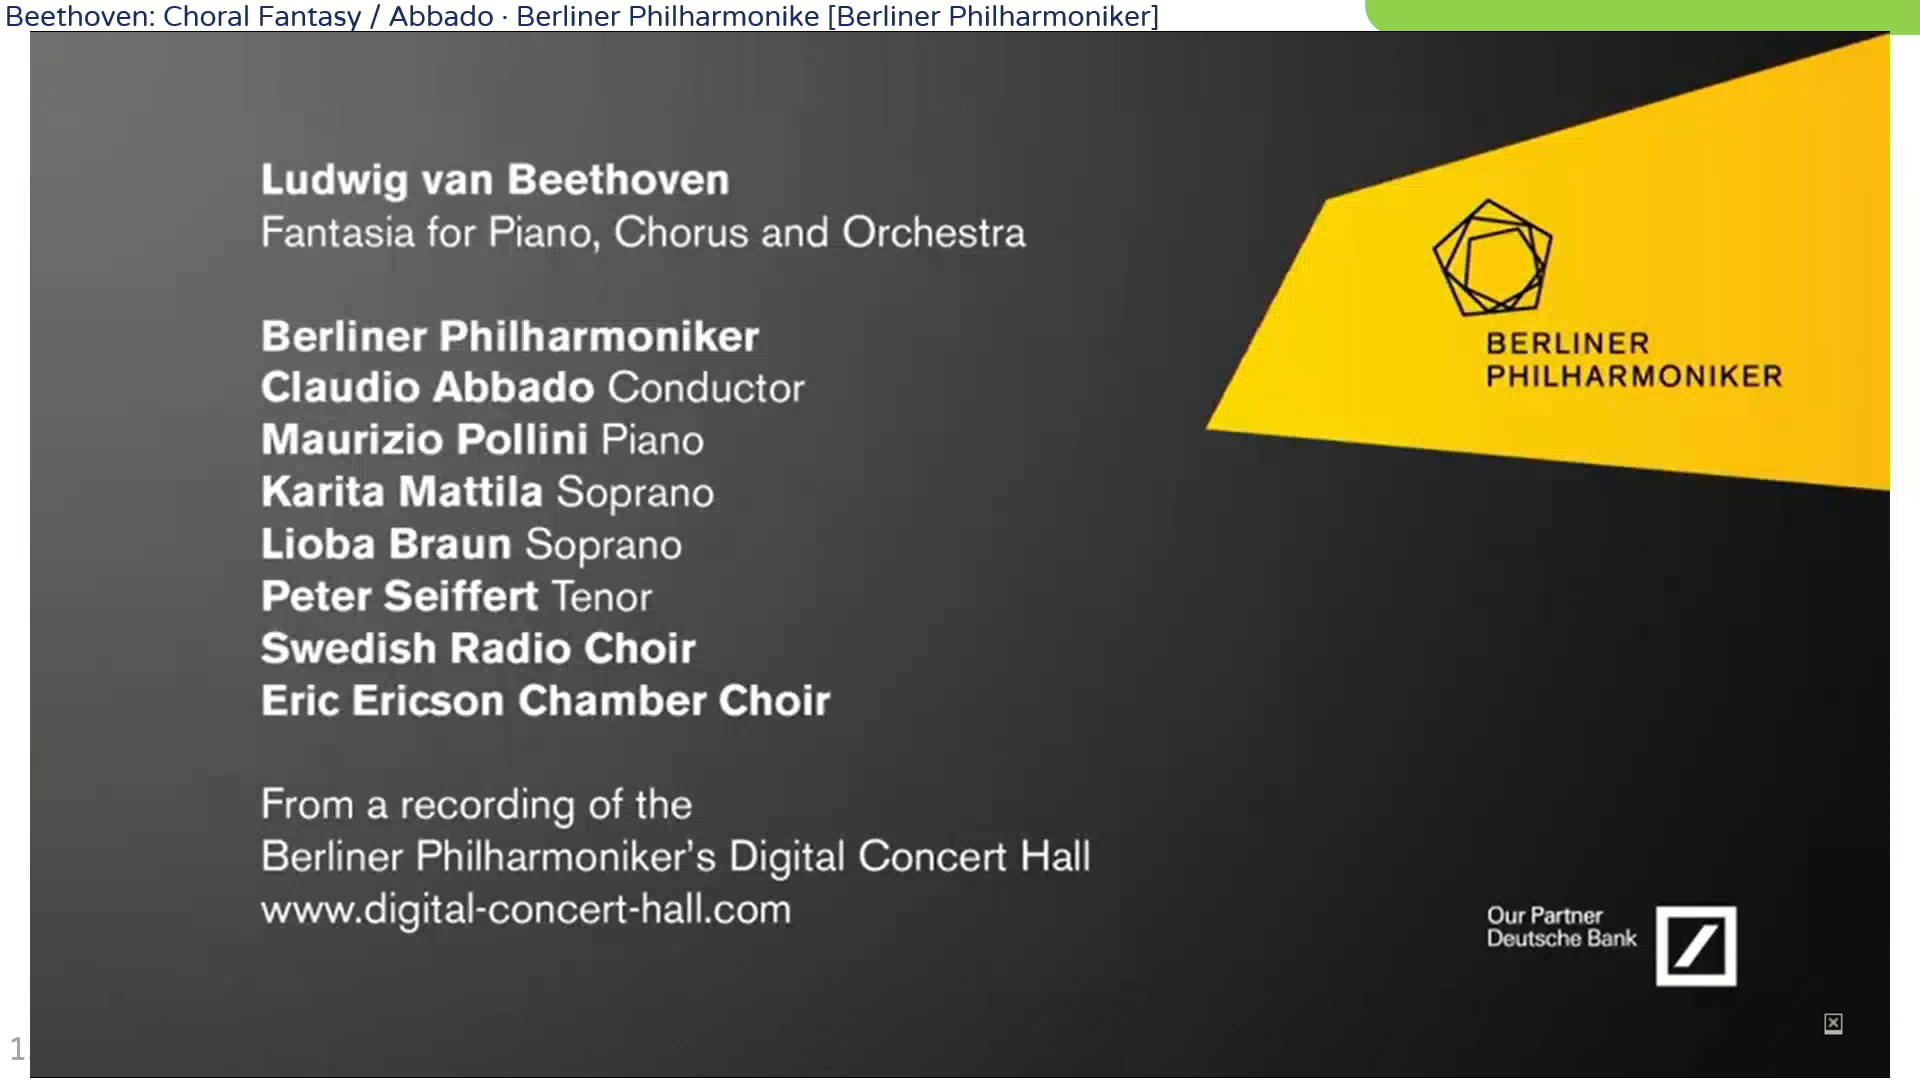 Beethoven: Choral Fantasy / Abbado · Berliner Philharmonike [Berliner Philharmoniker]
Ludwig van Beethoven
Fantasia for Piano, Chorus and Orchestra
Berliner Philharmoniker
Claudio Abbado Conductor
Maurizio Pollini Piano
Karita Mattila Soprano
Lioba Braun Soprano
Peter Seiffert Tenor
Swedish Radio Choir
Eric Ericson Chamber Choir
From a recording of the
Berliner Philharmoniker’s Digital Concert Hall
www.digital-concert-hall.com
BERLINER
PHILHARMONIKER
Our Partner
Deutsche Bank
1